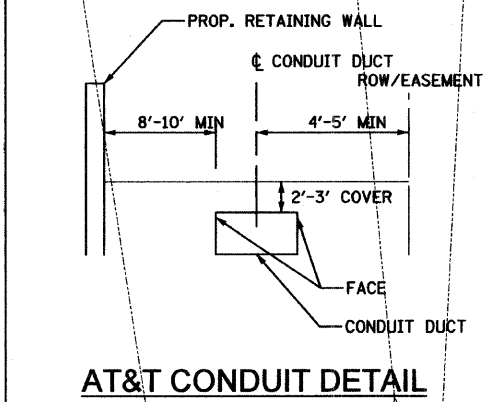 PROP. RETAINING WALL
℄ CONDUIT DUCT
ROW/EASEMENT
8'-10' MIN
4'-5' MIN
2'-3' COVER
FACE
CONDUIT DUCT
AT&T CONDUIT DETAIL